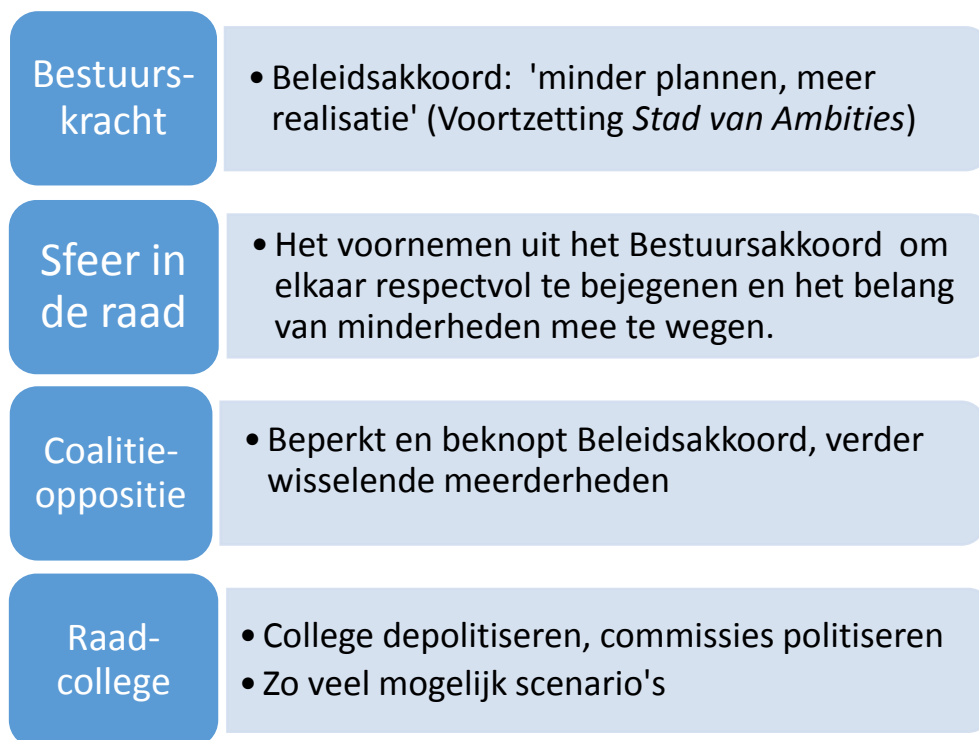 Bestuurs-
kracht
• Beleidsakkoord: 'minder plannen, meer
realisatie' (Voortzetting Stad van Ambities)
Sfeer in
de raad
• Het voornemen uit het Bestuursakkoord om
elkaar respectvol te bejegenen en het belang
van minderheden mee te wegen.
Coalitie-
oppositie
• Beperkt en beknopt Beleidsakkoord, verder
wisselende meerderheden
Raad-
college
• College depolitiseren, commissies politiseren
• Zo veel mogelijk scenario's